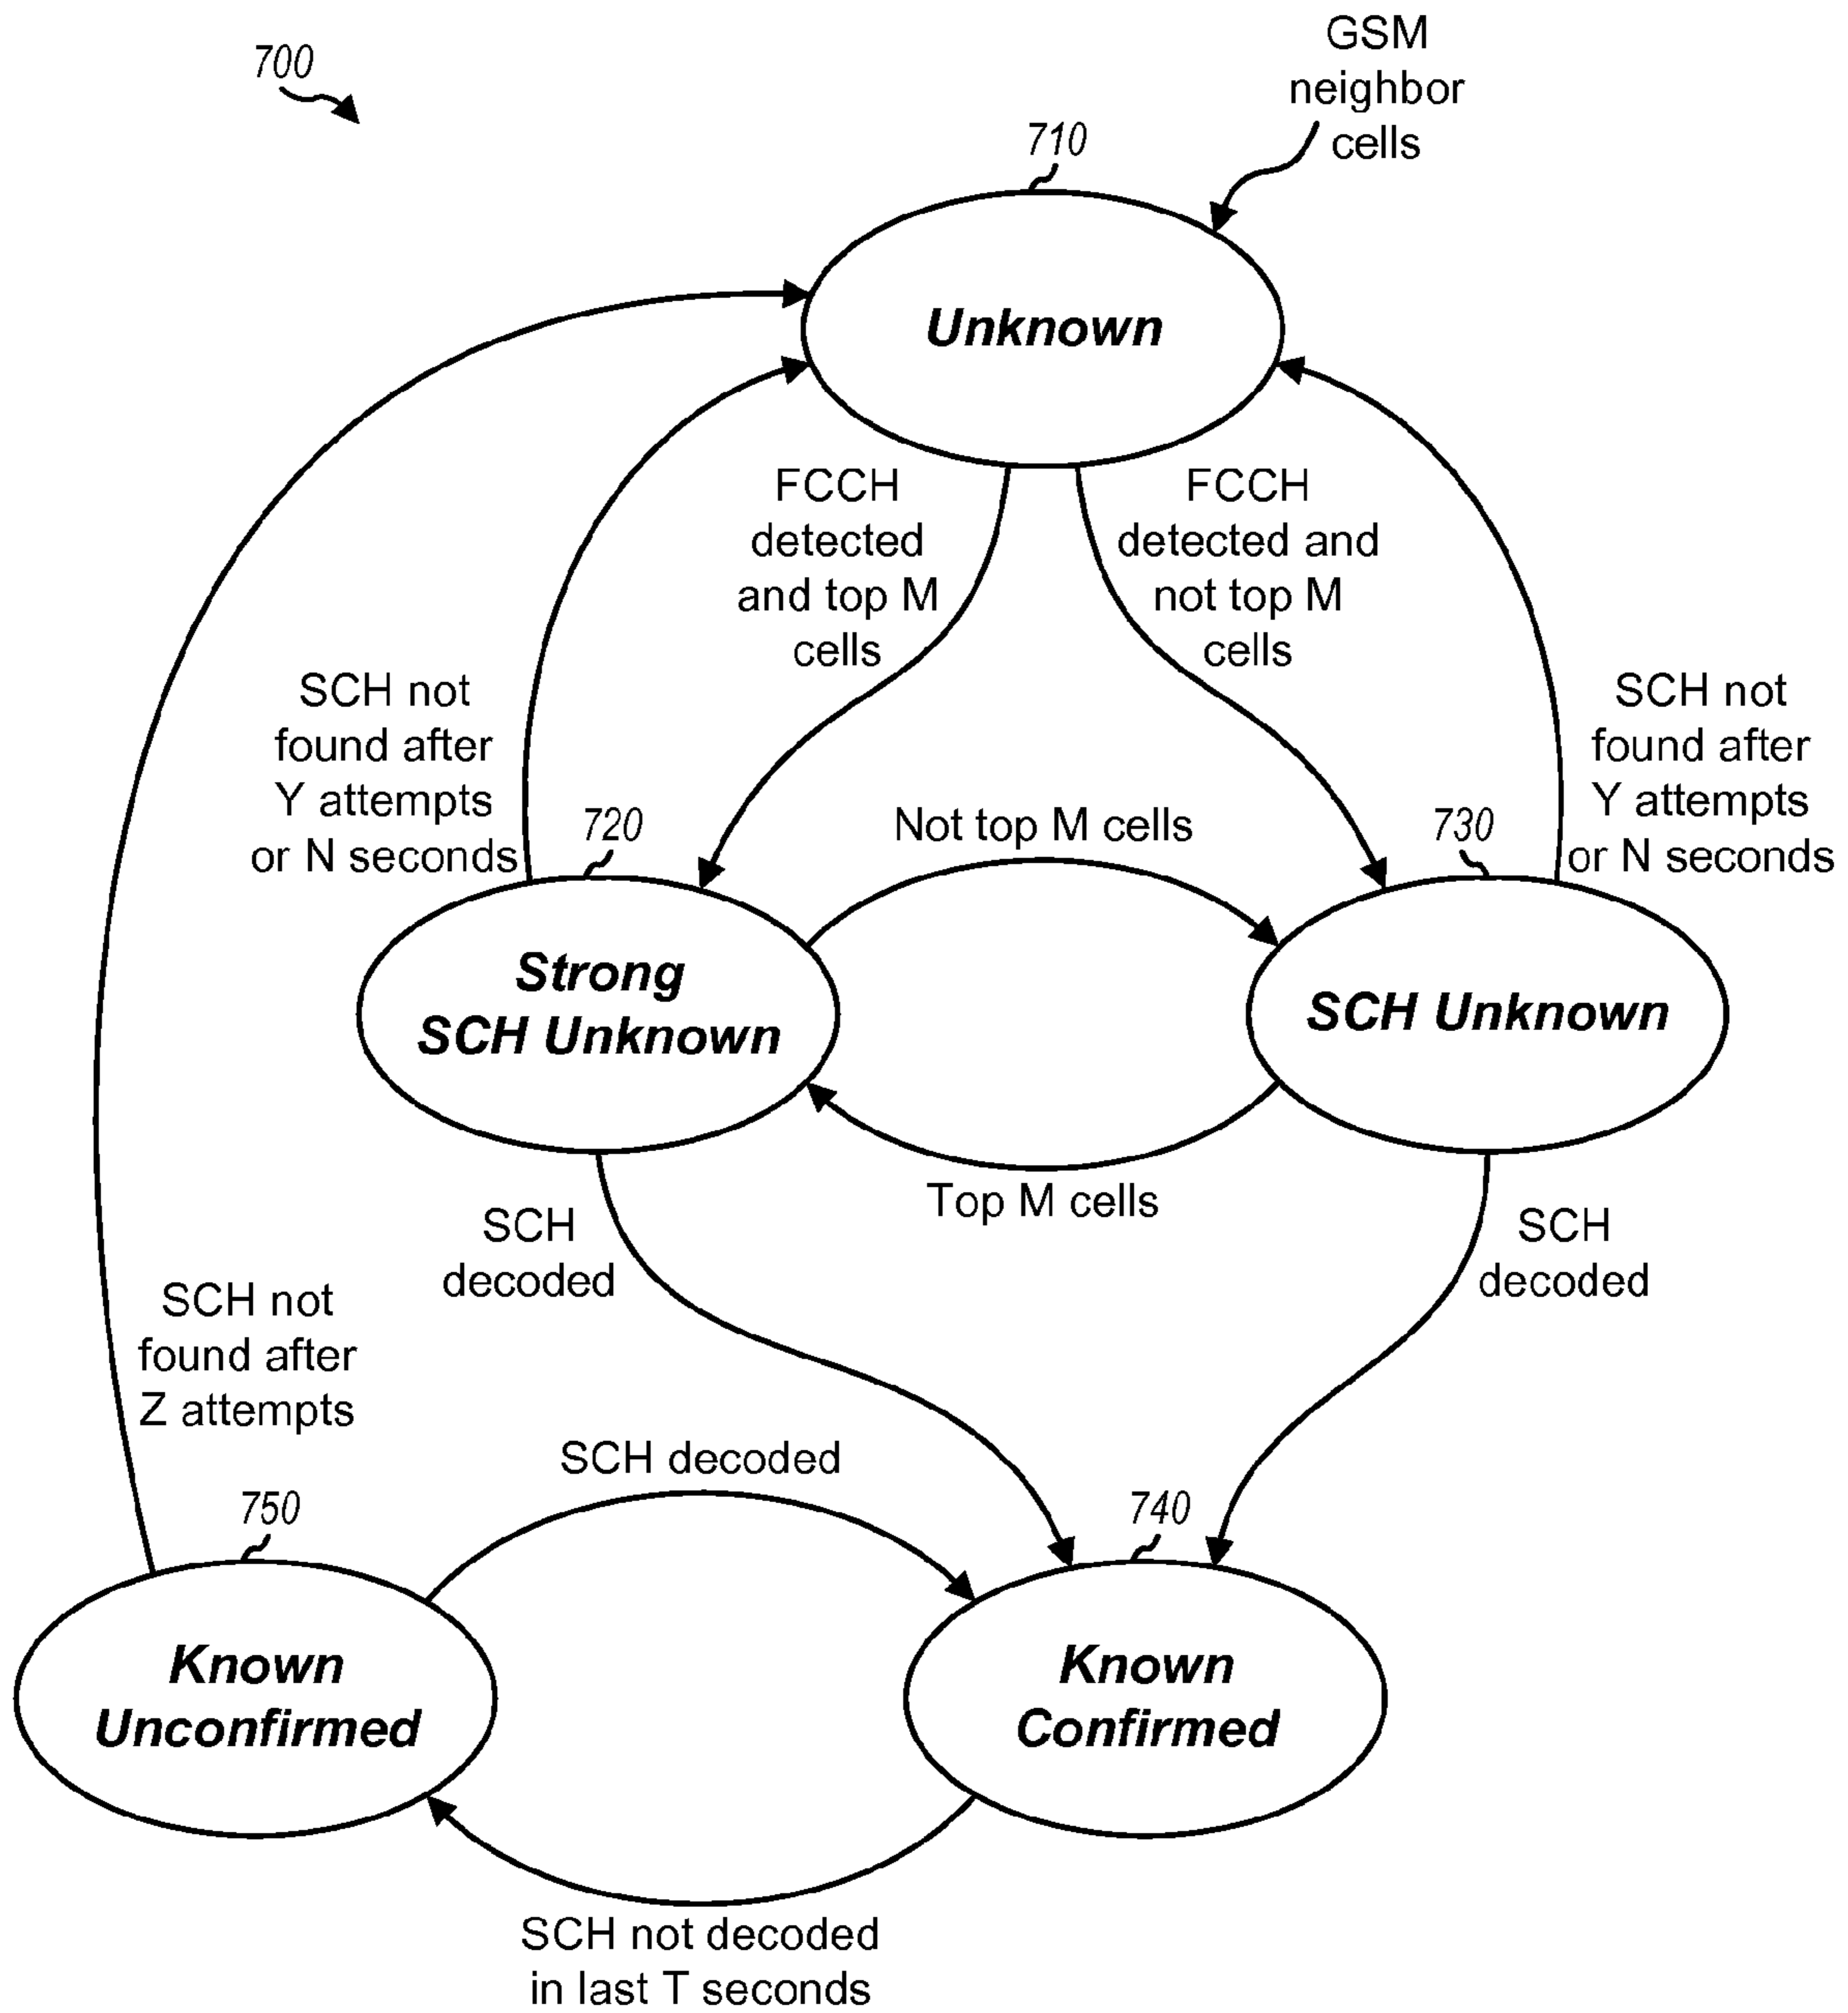 700
GSM
neighbor
cells
710
Unknown
FCCH
detected
and top M
cells
FCCH
detected and
not top M
cells
SCH not
found after
Y attempts
or N seconds
SCH not
found after
Y attempts
or N seconds
720
Not top M cells
730
Strong
SCH Unknown
SCH Unknown
Top M cells
SCH
decoded
SCH
decoded
SCH not
found after
Z attempts
SCH decoded
750
740
Known
Unconfirmed
Known
Confirmed
SCH not decoded
in last T seconds